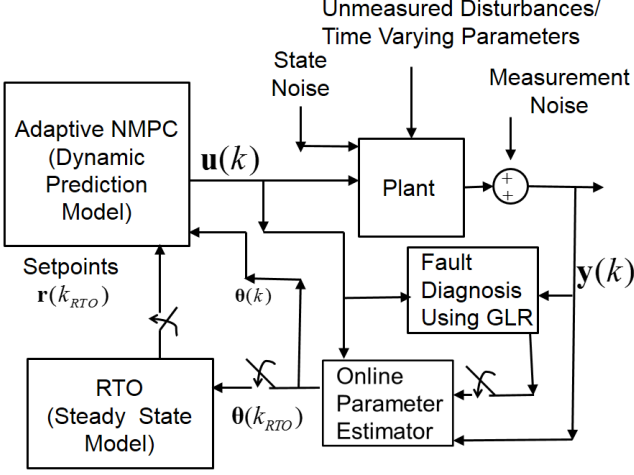 Unmeasured Disturbances/
Time Varying Parameters
State
Noise
Measurement
Noise
Adaptive NMPC
(Dynamic
Prediction
Model)
u(k)
Plant
+
+
y(k)
Setpoints
r(k_RTO)
θ(k)
Fault
Diagnosis
Using GLR
RTO
(Steady State
Model)
θ(k_RTO)
Online
Parameter
Estimator